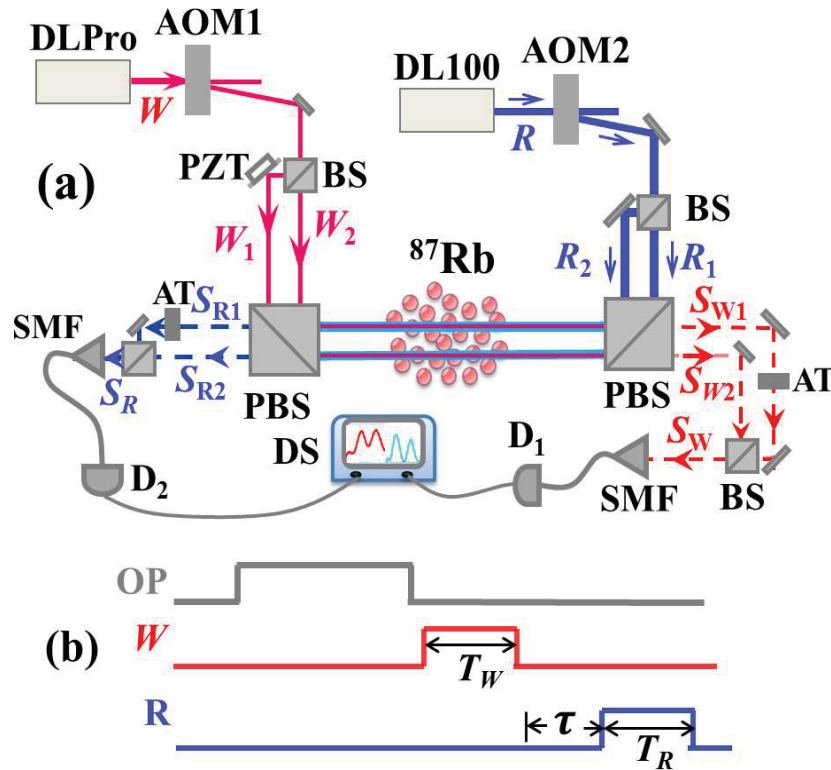 AOM1
DLPro
W
AOM2
DL100
R
(a)
PZT
BS
BS
W1
W2
87Rb
R2
R1
AT
SR1
SW1
SMF
SR
SR2
PBS
PBS
SW2
AT
DS
D1
SW
D2
SMF
BS
OP
(b)
W
TW
R
τ
TR